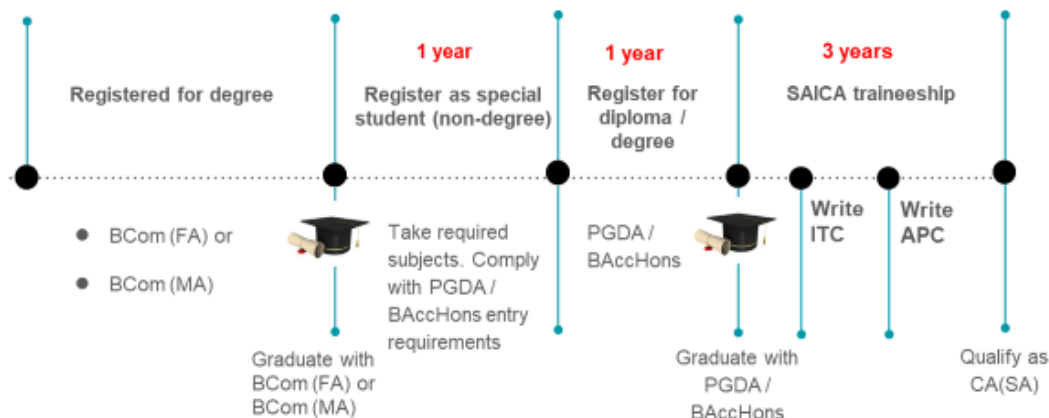 1 year
1 year
3 years
Registered for degree
Register as special
student (non-degree)
Register for
diploma /
degree
SAICA traineeship
BCom (FA) or
BCom (MA)
Take required
subjects. Comply
with PGDA /
BAccHons entry
requirements
PGDA /
BAccHons
Write
ITC
Write
APC
Graduate with
BCom (FA) or
BCom (MA)
Graduate with
PGDA /
BAccHons
Qualify as
CA(SA)